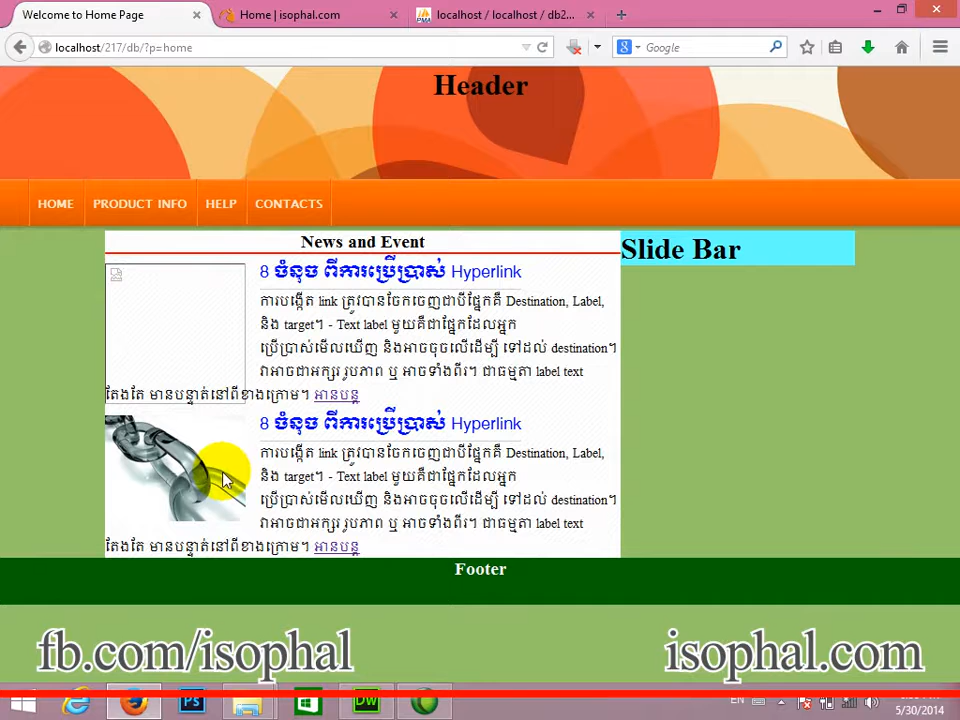 Welcome to Home Page
Home | isophal.com
localhost / localhost / db2...
localhost/217/db/?p=home
Google
Header
HOME
PRODUCT INFO
HELP
CONTACTS
News and Event
Slide Bar
8 ចំនុច ពីការប្រើប្រាស់ Hyperlink
ការបង្កើត link ត្រូវបានចែកចេញជាបីផ្នែកគឺ Destination, Label,
និង target។ - Text label មួយគឺជាផ្នែកដែលអ្នក
ប្រើប្រាស់មើលឃើញ និងអាចចុចលើដើម្បី ទៅដល់ destination។
វាអាចជាអក្សរ រូបភាព ឬ អាចទាំងពីរ។ ជាធម្មតា label text
តែងតែ មានបន្ទាត់នៅពីខាងក្រោម។ អានបន្ត
8 ចំនុច ពីការប្រើប្រាស់ Hyperlink
ការបង្កើត link ត្រូវបានចែកចេញជាបីផ្នែកគឺ Destination, Label,
និង target។ - Text label មួយគឺជាផ្នែកដែលអ្នក
ប្រើប្រាស់មើលឃើញ និងអាចចុចលើដើម្បី ទៅដល់ destination។
វាអាចជាអក្សរ រូបភាព ឬ អាចទាំងពីរ។ ជាធម្មតា label text
តែងតែ មានបន្ទាត់នៅពីខាងក្រោម។ អានបន្ត
Footer
fb.com/isophal
isophal.com
EN
5/30/2014